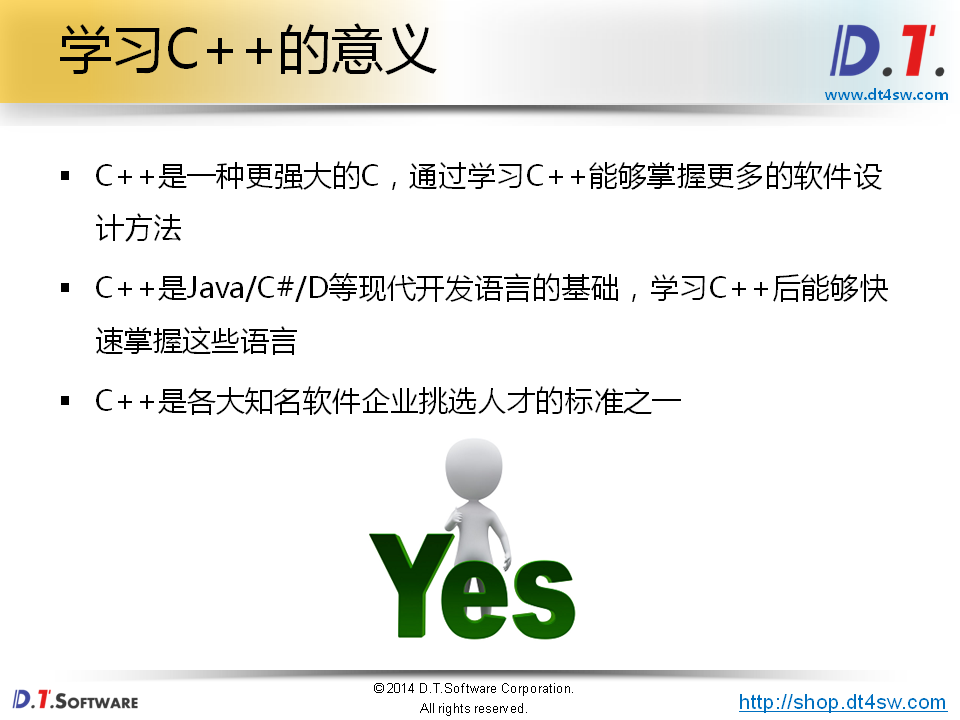 学习C++的意义
D.T.
www.dt4sw.com
▪ C++是一种更强大的C，通过学习C++能够掌握更多的软件设
计方法
▪ C++是Java/C#/D等现代开发语言的基础，学习C++后能够快
速掌握这些语言
▪ C++是各大知名软件企业挑选人才的标准之一
Yes
D.T.SOFTWARE
©2014 D.T.Software Corporation.
All rights reserved.
http://shop.dt4sw.com